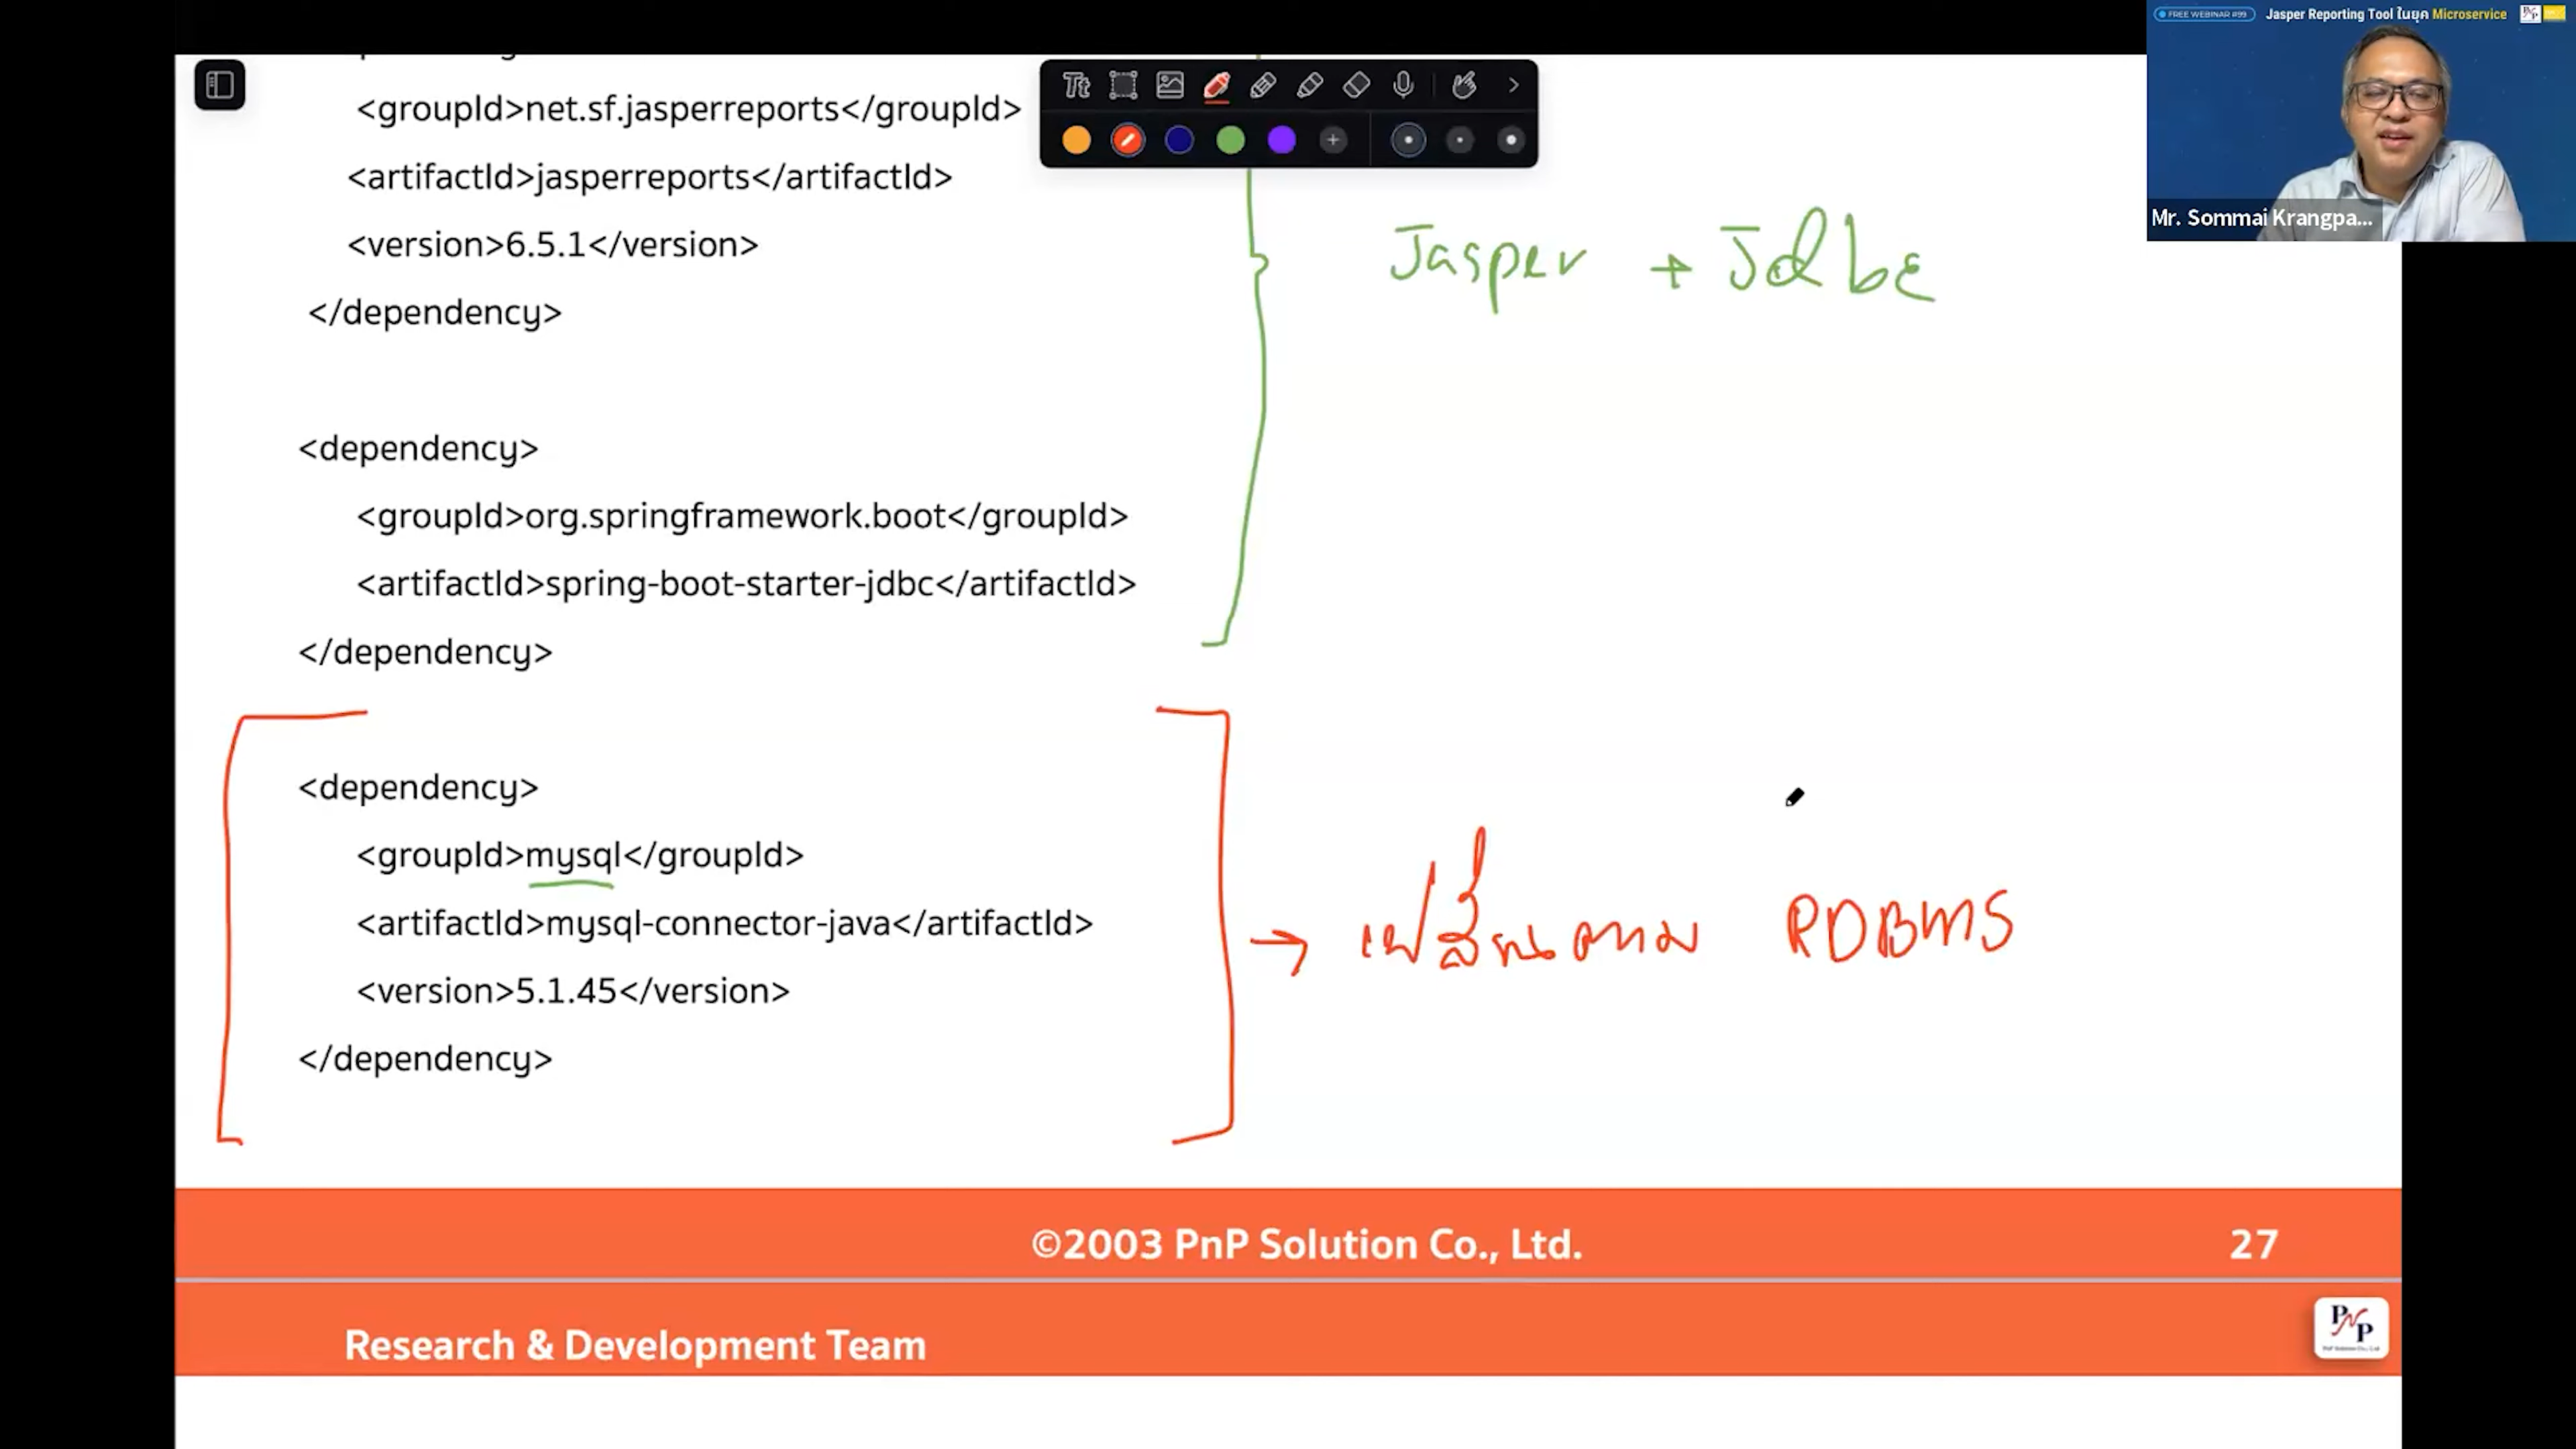 FREE WEBINAR #99 Jasper Reporting Tool ในยุค Microservice
Mr. Sommai Krangpa...
<groupId>net.sf.jasperreports</groupId>
<artifactId>jasperreports</artifactId>
<version>6.5.1</version>
</dependency>
Jasper + Jdbc
<dependency>
<groupId>org.springframework.boot</groupId>
<artifactId>spring-boot-starter-jdbc</artifactId>
</dependency>
<dependency>
<groupId>mysql</groupId>
<artifactId>mysql-connector-java</artifactId>
<version>5.1.45</version>
</dependency>
→ เปลี่ยนตาม RDBMS
©2003 PnP Solution Co., Ltd. 27
Research & Development Team
PNP